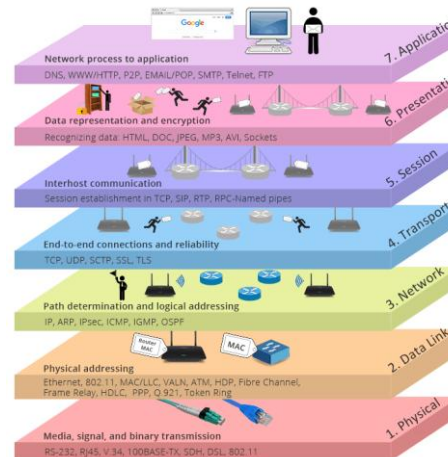 Google
7. Application
Network process to application
DNS, WWW/HTTP, P2P, EMAIL/POP, SMTP, Telnet, FTP
6. Presentati
Data representation and encryption
Recognizing data: HTML, DOC, JPEG, MP3, AVI, Sockets
5. Session
Interhost communication
Session establishment in TCP, SIP, RTP, RPC-Named pipes
4. Transport
End-to-end connections and reliability
TCP, UDP, SCTP, SSL, TLS
3. Network
Path determination and logical addressing
IP, ARP, IPsec, ICMP, IGMP, OSPF
2. Data Link
Router
MAC
MAC
Physical addressing
Ethernet, 802.11, MAC/LLC, VALN, ATM, HDP, Fibre Channel,
Frame Relay, HDLC, PPP, Q.921, Token Ring
1. Physical
Media, signal, and binary transmission
RS-232, RJ45, V.34, 100BASE-TX, SDH, DSL, 802.11